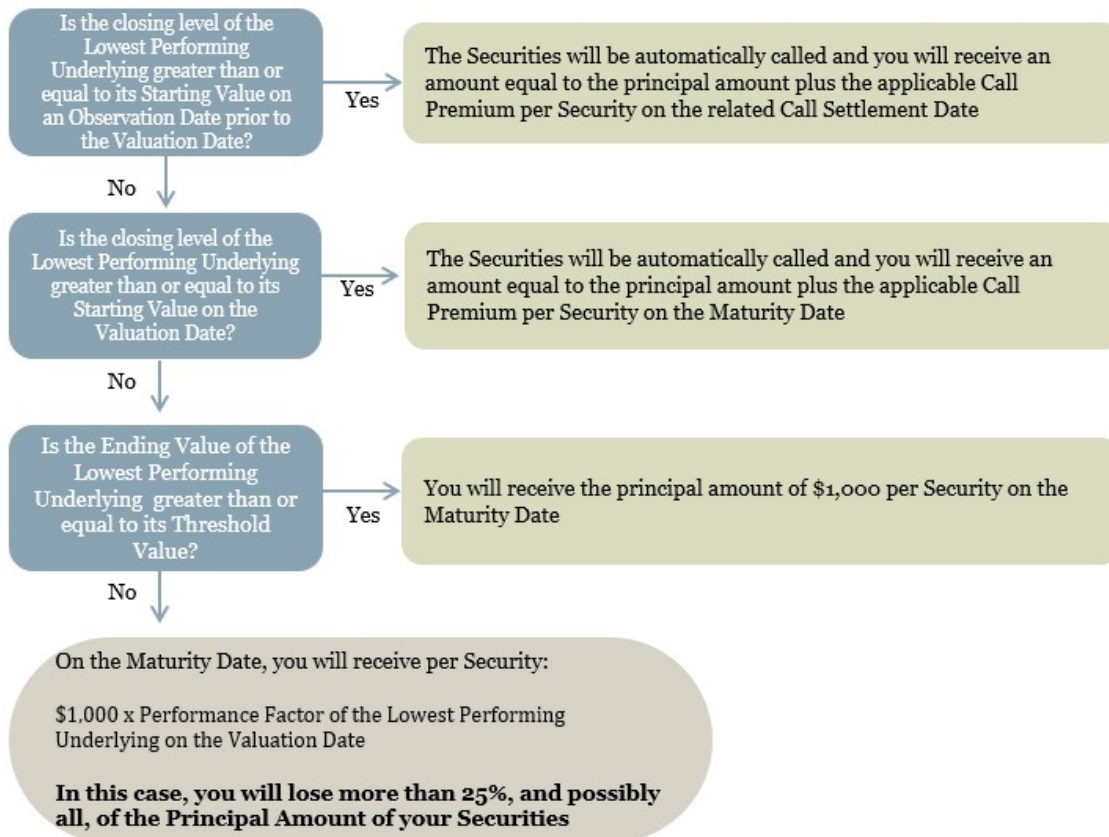 Is the closing level of the
Lowest Performing
Underlying greater than or
equal to its Starting Value on
an Observation Date prior to
the Valuation Date?
Yes
The Securities will be automatically called and you will receive an
amount equal to the principal amount plus the applicable Call
Premium per Security on the related Call Settlement Date
No
Is the closing level of the
Lowest Performing Underlying
greater than or equal to its
Starting Value on the
Valuation Date?
Yes
The Securities will be automatically called and you will receive an
amount equal to the principal amount plus the applicable Call
Premium per Security on the Maturity Date
No
Is the Ending Value of the
Lowest Performing
Underlying greater than or
equal to its Threshold
Value?
Yes
You will receive the principal amount of $1,000 per Security on the
Maturity Date
No
On the Maturity Date, you will receive per Security:
$1,000 x Performance Factor of the Lowest Performing
Underlying on the Valuation Date
In this case, you will lose more than 25%, and possibly
all, of the Principal Amount of your Securities